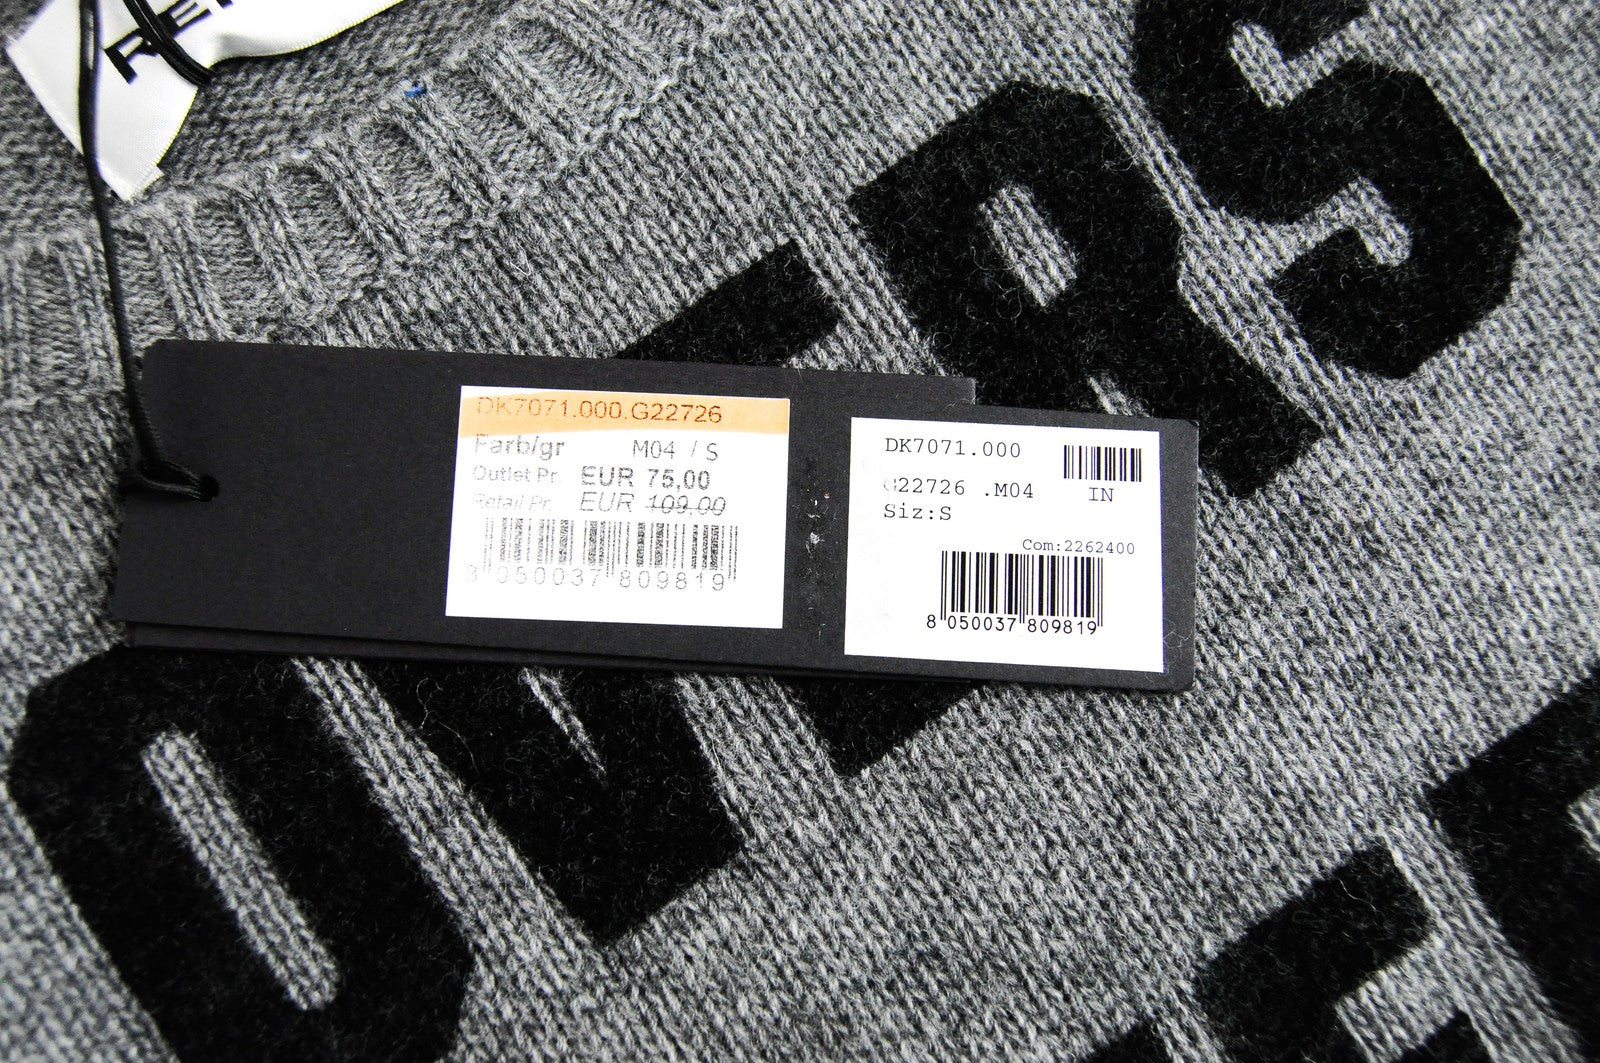 REP
DK7071.000.G22726
Farb/gr M04 / S
Outlet Pr. EUR 75,00
Retail Pr. EUR 109,00
8 050037 809819
DK7071.000
G22726 .M04 IN
Siz:S
Com:2262400
8 050037 809819